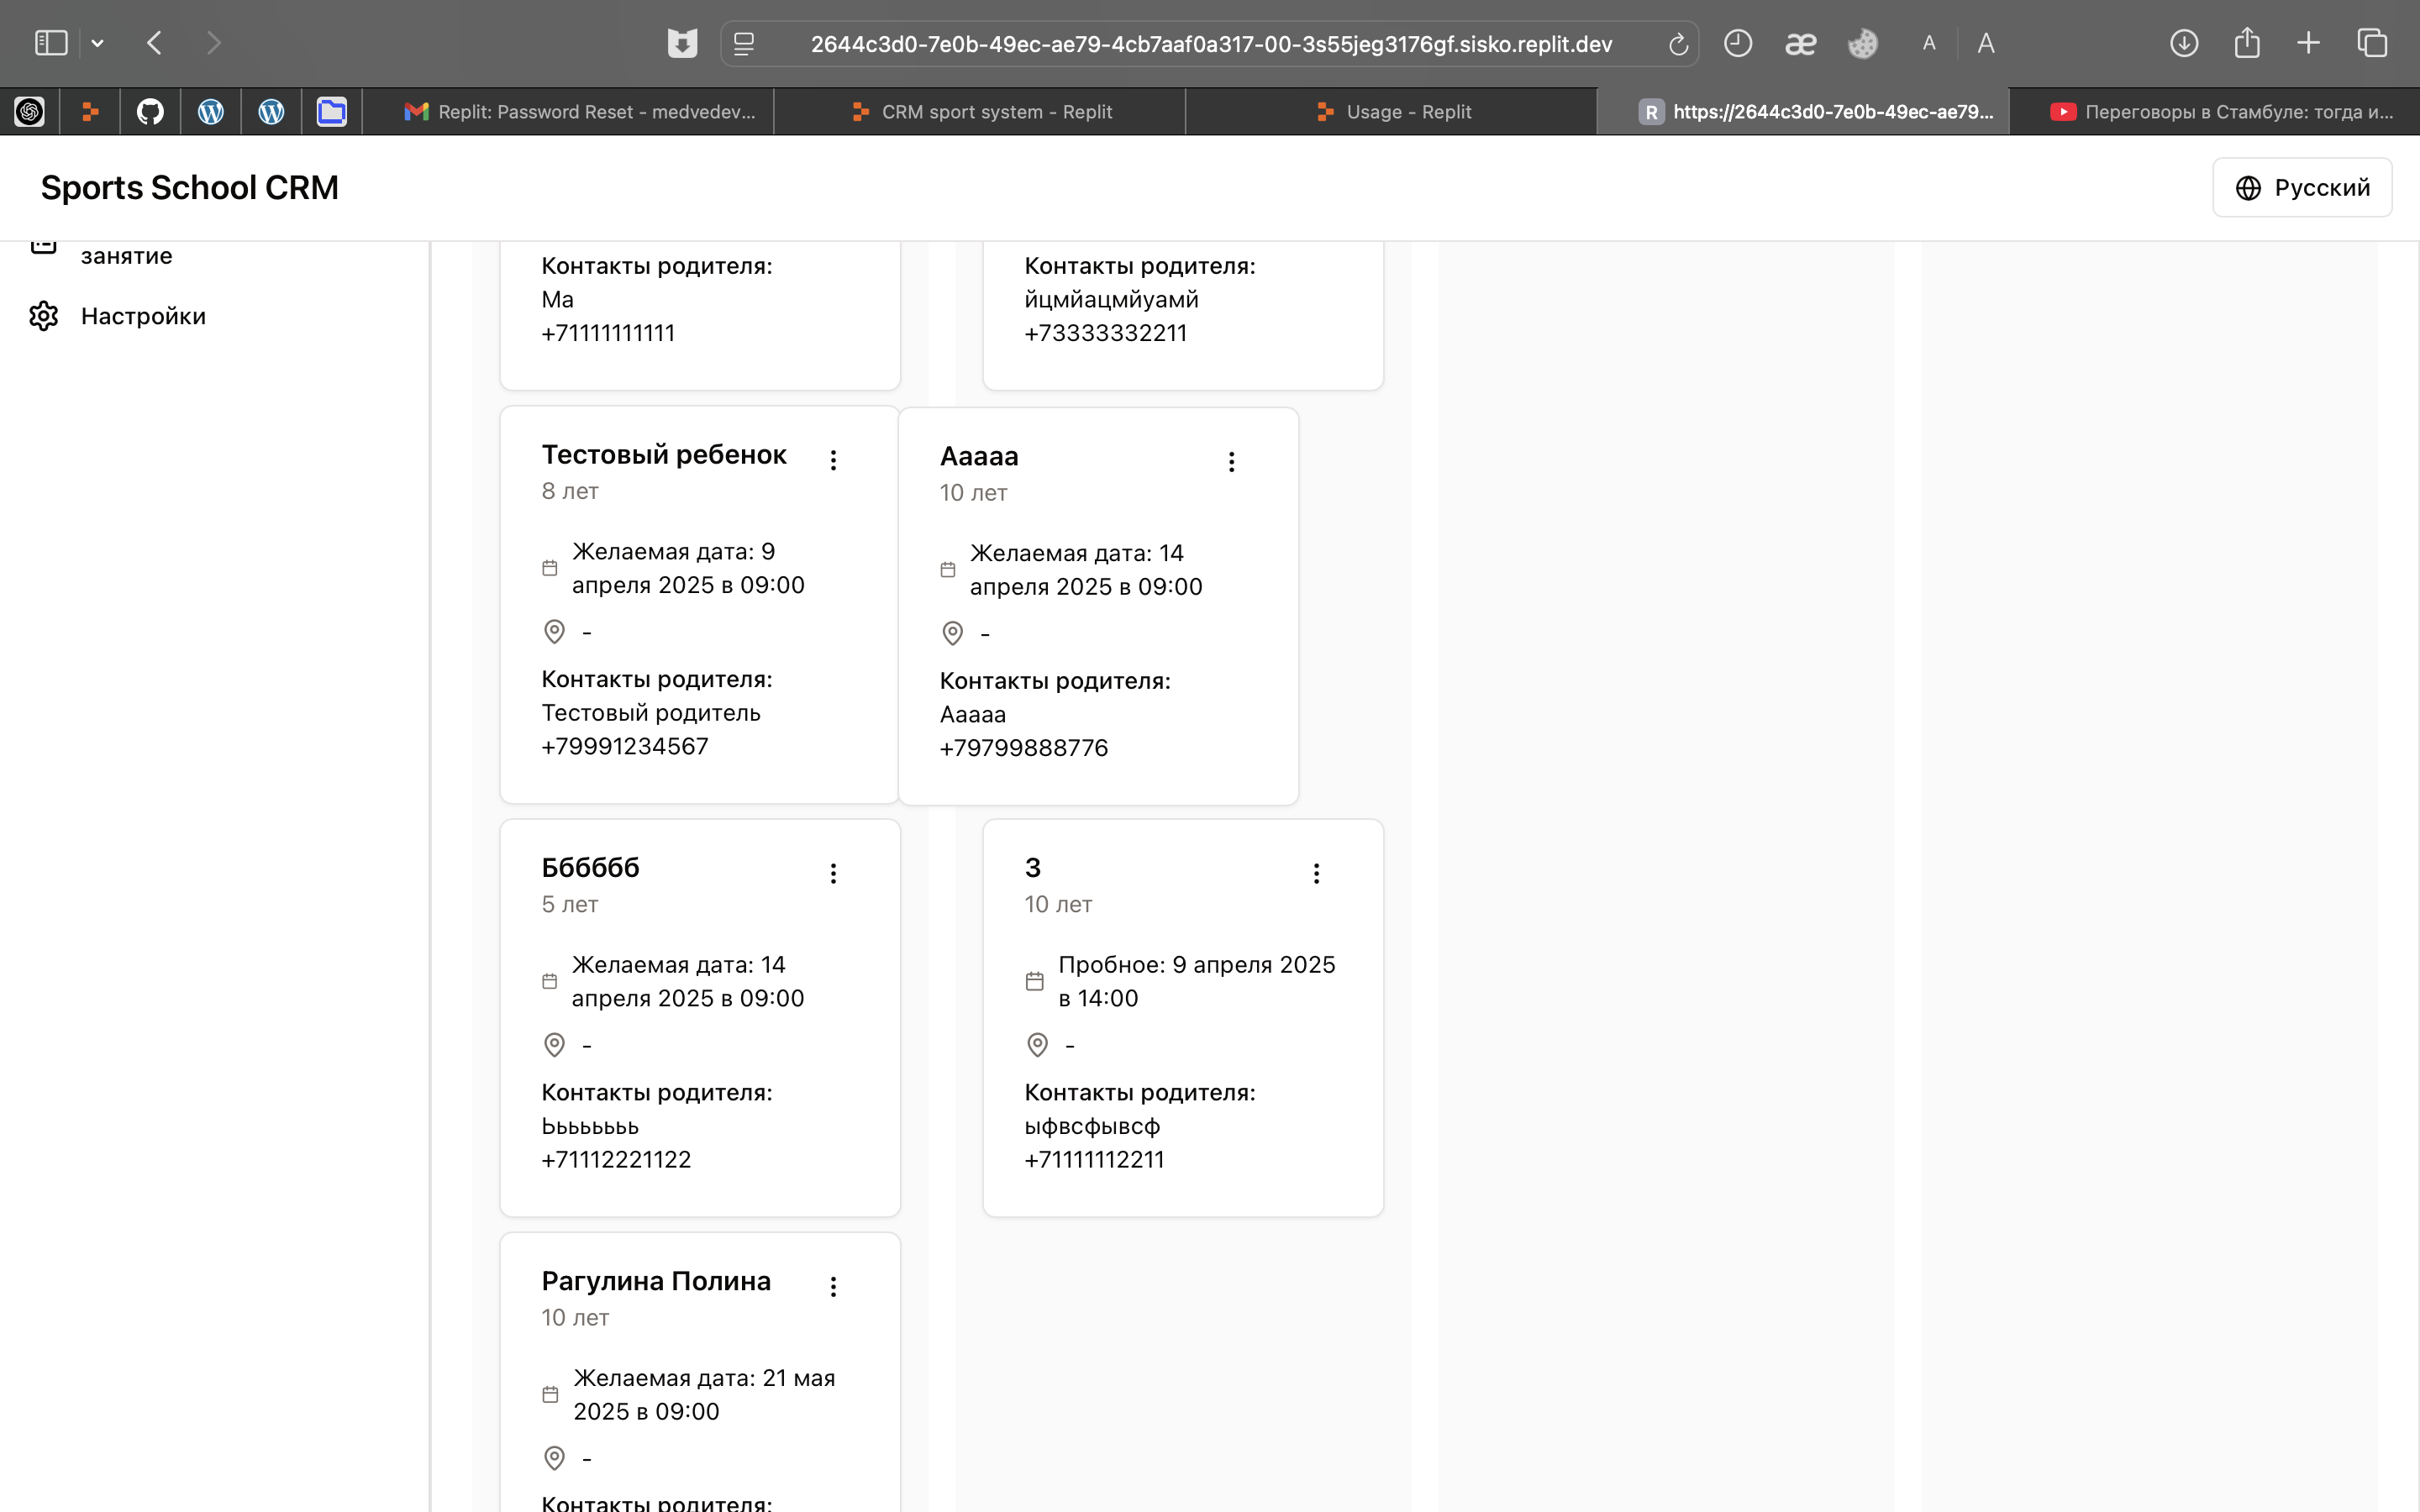 2644c3d0-7e0b-49ec-ae79-4cb7aaf0a317-00-3s55jeg3176gf.sisko.replit.dev
æ
A
A
Replit: Password Reset - medvedev...
CRM sport system - Replit
Usage - Replit
R
https://2644c3d0-7e0b-49ec-ae79...
Переговоры в Стамбуле: тогда и...
Sports School CRM
Русский
занятие
Настройки
Контакты родителя:
Ма
+71111111111
Контакты родителя:
йцмйацмйуамй
+73333332211
Тестовый ребенок
8 лет
Желаемая дата: 9
апреля 2025 в 09:00
-
Контакты родителя:
Тестовый родитель
+79991234567
Ааааа
10 лет
Желаемая дата: 14
апреля 2025 в 09:00
-
Контакты родителя:
Ааааа
+79799888776
Бббббб
5 лет
Желаемая дата: 14
апреля 2025 в 09:00
-
Контакты родителя:
Ььььььь
+71112221122
3
10 лет
Пробное: 9 апреля 2025
в 14:00
-
Контакты родителя:
ыфвсфывсф
+71111112211
Рагулина Полина
10 лет
Желаемая дата: 21 мая
2025 в 09:00
-
Контакты родителя: